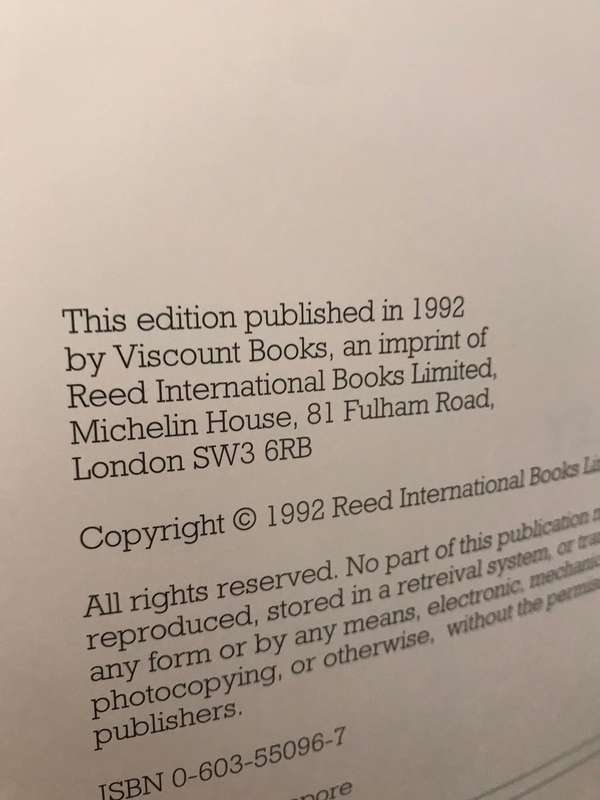 This edition published in 1992
by Viscount Books, an imprint of
Reed International Books Limited,
Michelin House, 81 Fulham Road,
London SW3 6RB
Copyright © 1992 Reed International Books
All rights reserved. No part of this publication
reproduced, stored in a retreival system, or
any form or by any means, electronic, mechanic
photocopying, or otherwise, without the
publishers.
ISBN 0-603-55096-7